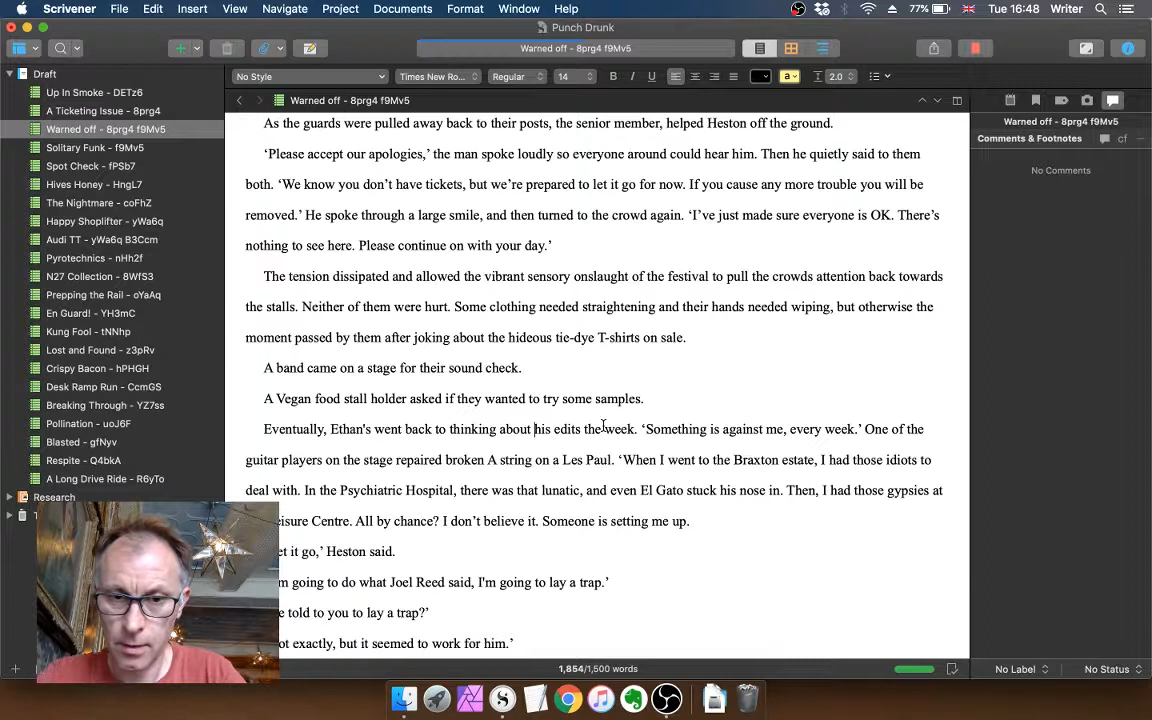 Scrivener File Edit Insert View Navigate Project Documents Format Window Help 77% Tue 16:48 Writer
Punch Drunk
Warned off - 8prg4 f9Mv5
No Style Times New Ro... Regular 14 B I U a 2.0
Draft
Up In Smoke - DETz6
A Ticketing Issue - 8prg4
Warned off - 8prg4 f9Mv5
Solitary Funk - f9Mv5
Spot Check - fPSb7
Hives Honey - HngL7
The Nightmare - coFhZ
Happy Shoplifter - yWa6q
Audi TT - yWa6q B3Ccm
Pyrotechnics - nHh2f
N27 Collection - 8WfS3
Prepping the Rail - oYaAq
En Guard! - YH3mC
Kung Fool - tNNhp
Lost and Found - z3pRv
Crispy Bacon - hPHGH
Desk Ramp Run - CcmGS
Breaking Through - YZ7ss
Pollination - uoJ6F
Blasted - gfNyv
Respite - Q4bkA
A Long Drive Ride - R6yTo
Research
Warned off - 8prg4 f9Mv5
As the guards were pulled away back to their posts, the senior member, helped Heston off the ground.
‘Please accept our apologies,’ the man spoke loudly so everyone around could hear him. Then he quietly said to them
both. ‘We know you don’t have tickets, but we’re prepared to let it go for now. If you cause any more trouble you will be
removed.’ He spoke through a large smile, and then turned to the crowd again. ‘I’ve just made sure everyone is OK. There’s
nothing to see here. Please continue on with your day.’
The tension dissipated and allowed the vibrant sensory onslaught of the festival to pull the crowds attention back towards
the stalls. Neither of them were hurt. Some clothing needed straightening and their hands needed wiping, but otherwise the
moment passed by them after joking about the hideous tie-dye T-shirts on sale.
A band came on a stage for their sound check.
A Vegan food stall holder asked if they wanted to try some samples.
Eventually, Ethan's went back to thinking about his edits the week. ‘Something is against me, every week.’ One of the
guitar players on the stage repaired broken A string on a Les Paul. ‘When I went to the Braxton estate, I had those idiots to
deal with. In the Psychiatric Hospital, there was that lunatic, and even El Gato stuck his nose in. Then, I had those gypsies at
eisure Centre. All by chance? I don’t believe it. Someone is setting me up.
et it go,’ Heston said.
m going to do what Joel Reed said, I'm going to lay a trap.’
e told to you to lay a trap?’
ot exactly, but it seemed to work for him.’
1,854/1,500 words
Warned off - 8prg4 f9Mv5
Comments & Footnotes cf
No Comments
No Label No Status